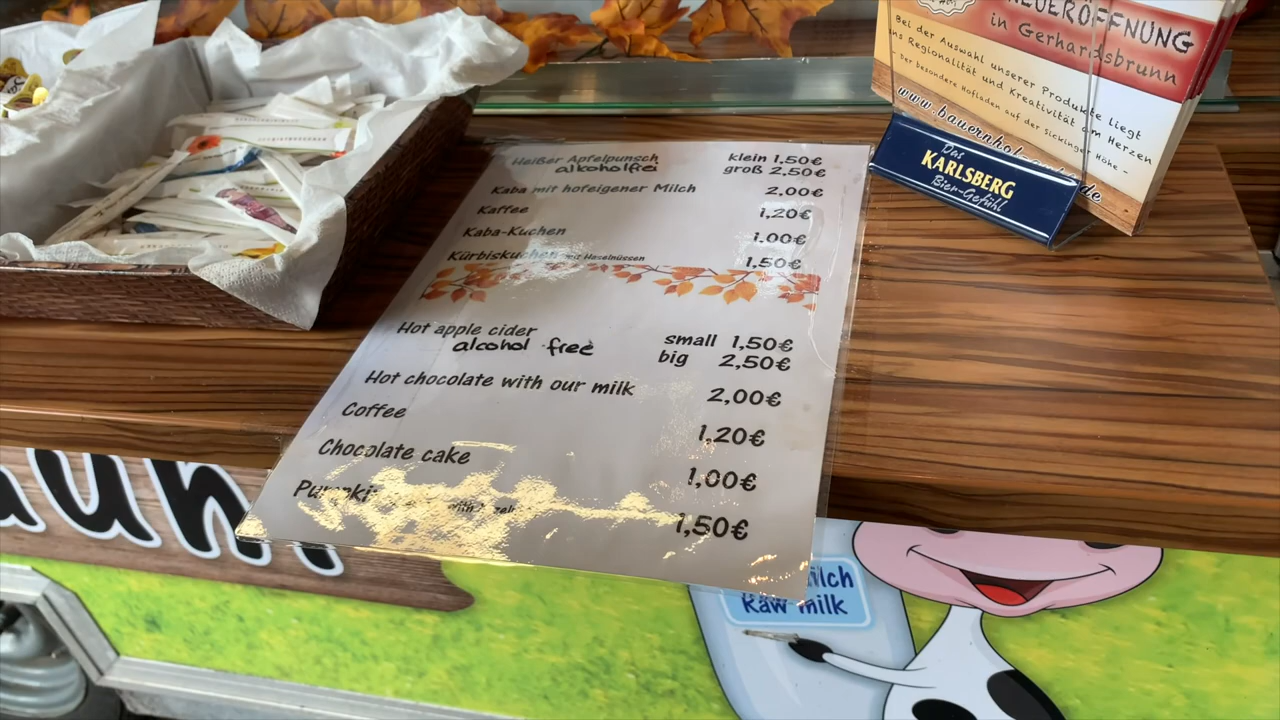 NEUERÖFFNUNG
in Gerhardsbrunn
Bei der Auswahl unserer Produkte liegt
uns Regionalität und Kreativität am Herzen
Der besondere Hofladen auf der Sickinger Höhe -
Das
KARLSBERG
Bier-Gefühl
Heißer Apfelpunsch klein 1,50€
alkoholfrei groß 2,50€
Kaba mit hofeigener Milch 2,00€
Kaffee 1,20€
Kaba-Kuchen 1,00€
Kürbiskuchen mit Haselnüssen 1,50€
Hot apple cider small 1,50€
alcohol free big 2,50€
Hot chocolate with our milk 2,00€
Coffee 1,20€
Chocolate cake 1,00€
with 1,50€
Raw milk